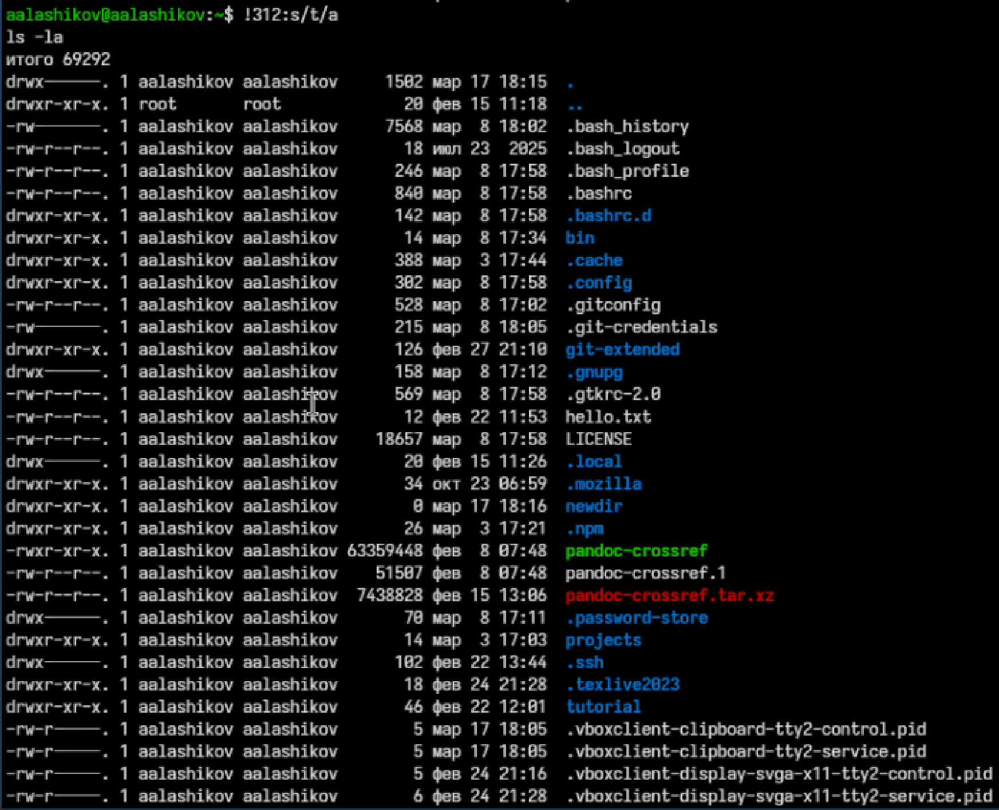 aalashikov@aalashikov:~$ !312:s/t/a
ls -la
итого 69292
drwx------. 1 aalashikov aalashikov     1502 мар 17 18:15  .
drwxr-xr-x. 1 root       root             20 фев 15 11:18  ..
-rw-------. 1 aalashikov aalashikov     7568 мар  8 18:02  .bash_history
-rw-r--r--. 1 aalashikov aalashikov       18 июл 23  2025  .bash_logout
-rw-r--r--. 1 aalashikov aalashikov      246 мар  8 17:58  .bash_profile
-rw-r--r--. 1 aalashikov aalashikov      840 мар  8 17:58  .bashrc
drwxr-xr-x. 1 aalashikov aalashikov      142 мар  8 17:58  .bashrc.d
drwxr-xr-x. 1 aalashikov aalashikov       14 мар  8 17:34  bin
drwxr-xr-x. 1 aalashikov aalashikov      388 мар  3 17:44  .cache
drwxr-xr-x. 1 aalashikov aalashikov      302 мар  8 17:58  .config
-rw-r--r--. 1 aalashikov aalashikov      528 мар  8 17:02  .gitconfig
-rw-------. 1 aalashikov aalashikov      215 мар  8 18:05  .git-credentials
drwxr-xr-x. 1 aalashikov aalashikov      126 фев 27 21:10  git-extended
drwx------. 1 aalashikov aalashikov      158 мар  8 17:12  .gnupg
-rw-r--r--. 1 aalashikov aalashikov      569 мар  8 17:58  .gtkrc-2.0
-rw-r--r--. 1 aalashikov aalashikov       12 фев 22 11:53  hello.txt
-rw-r--r--. 1 aalashikov aalashikov    18657 мар  8 17:58  LICENSE
drwx------. 1 aalashikov aalashikov       20 фев 15 11:26  .local
drwxr-xr-x. 1 aalashikov aalashikov       34 окт 23 06:59  .mozilla
drwxr-xr-x. 1 aalashikov aalashikov        0 мар 17 18:16  newdir
drwxr-xr-x. 1 aalashikov aalashikov       26 мар  3 17:21  .npm
-rwxr-xr-x. 1 aalashikov aalashikov 63359448 фев  8 07:48  pandoc-crossref
-rw-r--r--. 1 aalashikov aalashikov    51507 фев  8 07:48  pandoc-crossref.1
-rw-r--r--. 1 aalashikov aalashikov  7438828 фев 15 13:06  pandoc-crossref.tar.xz
drwx------. 1 aalashikov aalashikov       70 мар  8 17:11  .password-store
drwxr-xr-x. 1 aalashikov aalashikov       14 мар  3 17:03  projects
drwx------. 1 aalashikov aalashikov      102 фев 22 13:44  .ssh
drwxr-xr-x. 1 aalashikov aalashikov       18 фев 24 21:28  .texlive2023
drwxr-xr-x. 1 aalashikov aalashikov       46 фев 22 12:01  tutorial
-rw-r-----. 1 aalashikov aalashikov        5 мар 17 18:05  .vboxclient-clipboard-tty2-control.pid
-rw-r-----. 1 aalashikov aalashikov        5 мар 17 18:05  .vboxclient-clipboard-tty2-service.pid
-rw-r-----. 1 aalashikov aalashikov        5 фев 24 21:16  .vboxclient-display-svga-x11-tty2-control.pid
-rw-r-----. 1 aalashikov aalashikov        6 фев 24 21:28  .vboxclient-display-svga-x11-tty2-service.pid